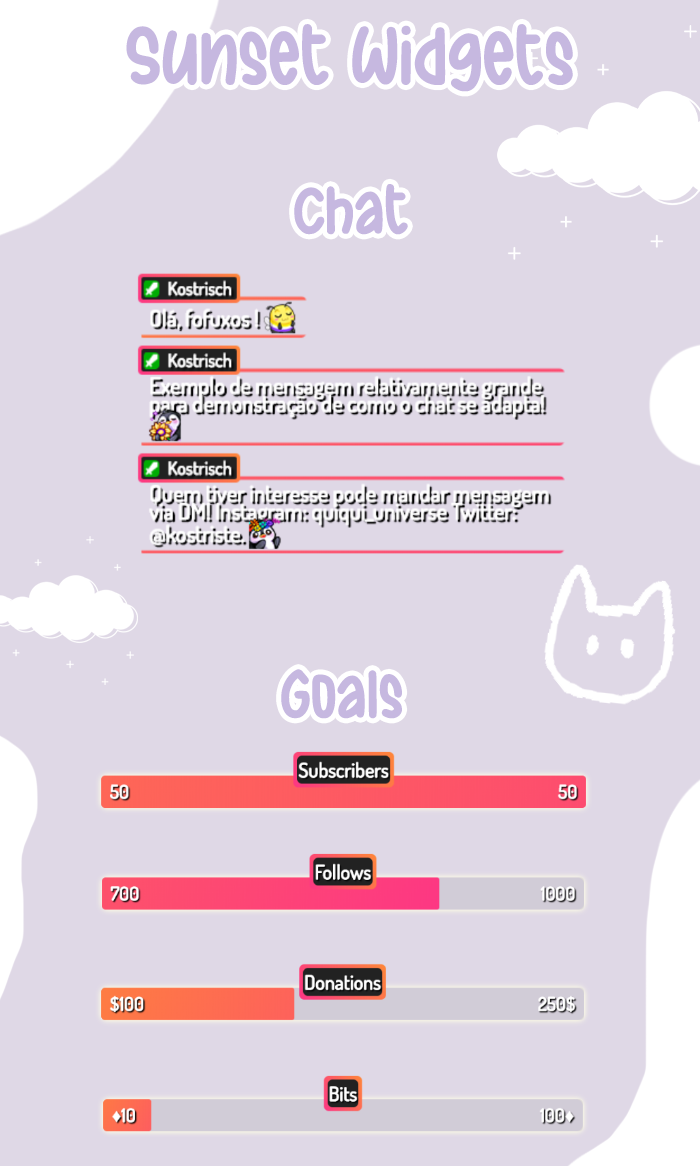 Sunset Widgets
Chat
Kostrisch
Olá, fofuxos !
Kostrisch
Exemplo de mensagem relativamente grande
para demonstração de como o chat se adapta!
Kostrisch
Quem tiver interesse pode mandar mensagem
via DM! Instagram: quiqui_universe Twitter:
@kostriste.
Goals
Subscribers
50 50
Follows
700 1000
Donations
$100 250$
Bits
♦10 100♦